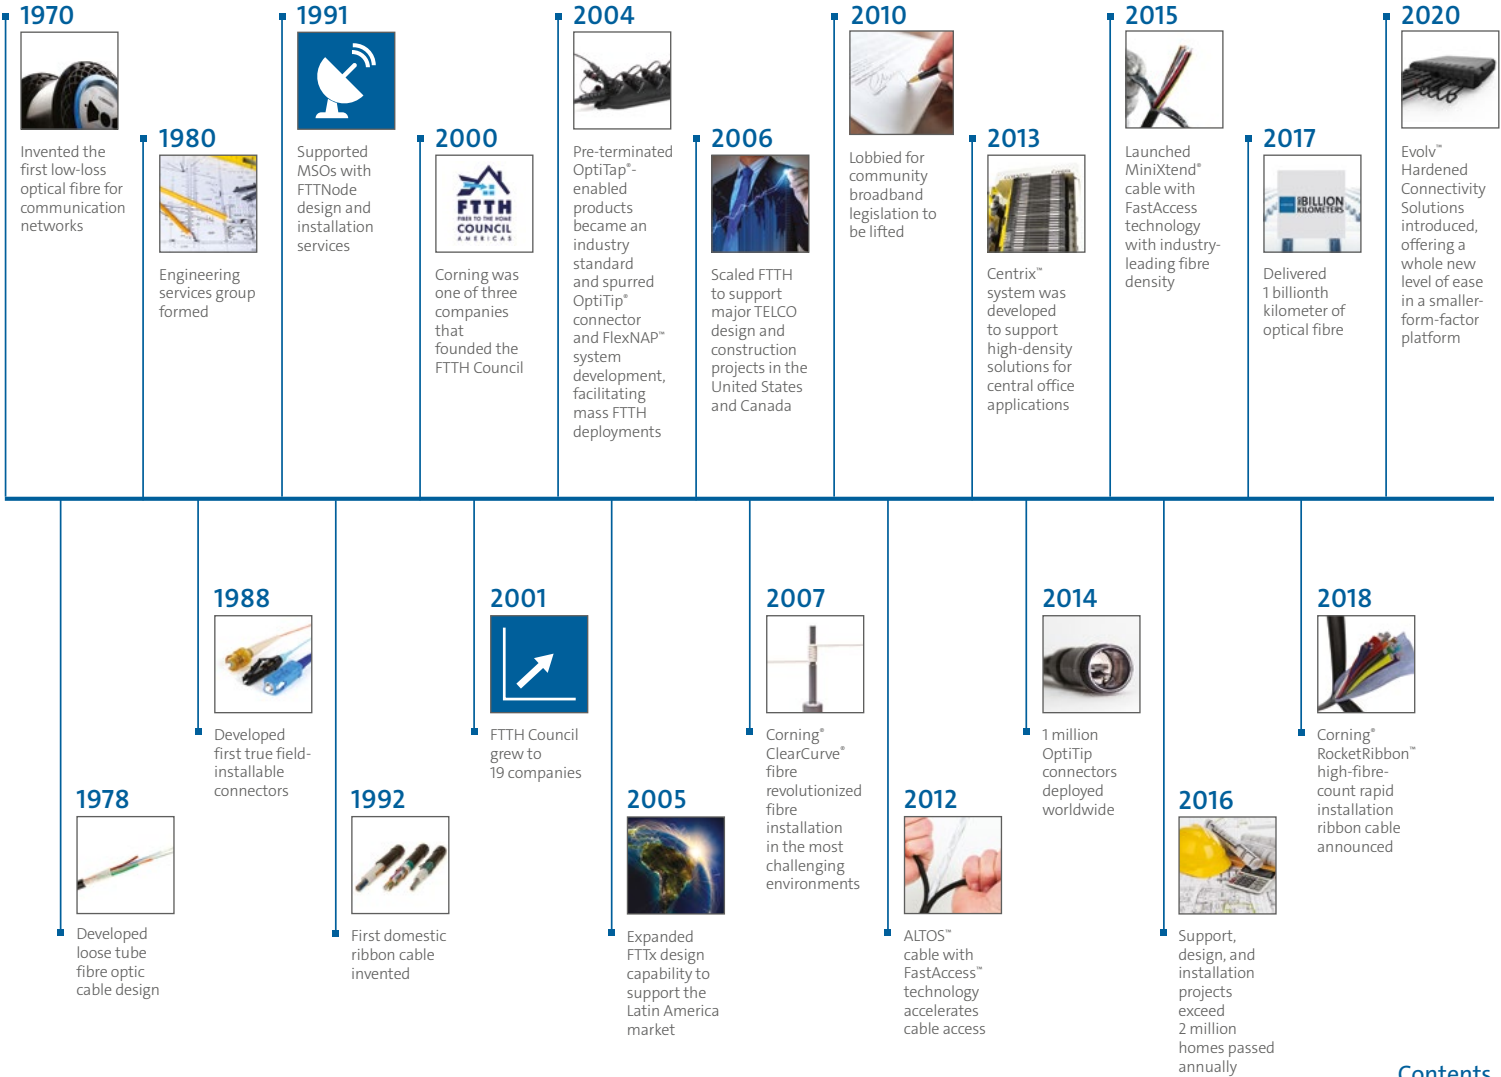 1970
Invented the
first low-loss
optical fibre for
communication
networks
1980
Engineering
services group
formed
1991
Supported
MSOs with
FTTNode
design and
installation
services
2000
FTTH
FIBER TO THE HOME
COUNCIL
AMERICAS
Corning was
one of three
companies
that
founded the
FTTH Council
2004
Pre-terminated
OptiTap®-
enabled
products
became an
industry
standard
and spurred
OptiTip®
connector
and FlexNAP™
system
development,
facilitating
mass FTTH
deployments
2006
Scaled FTTH
to support
major TELCO
design and
construction
projects in the
United States
and Canada
2010
Lobbied for
community
broadband
legislation to
be lifted
2013
Centrix™
system was
developed
to support
high-density
solutions for
central office
applications
2015
Launched
MiniXtend®
cable with
FastAccess
technology
with industry-
leading fibre
density
2017
BILLION
KILOMETERS
Delivered
1 billionth
kilometer of
optical fibre
2020
Evolv™
Hardened
Connectivity
Solutions
introduced,
offering a
whole new
level of ease
in a smaller-
form-factor
platform
1978
Developed
loose tube
fibre optic
cable design
1988
Developed
first true field-
installable
connectors
1992
First domestic
ribbon cable
invented
2001
FTTH Council
grew to
19 companies
2005
Expanded
FTTx design
capability to
support the
Latin America
market
2007
Corning®
ClearCurve®
fibre
revolutionized
fibre
installation
in the most
challenging
environments
2012
ALTOS™
cable with
FastAccess™
technology
accelerates
cable access
2014
1 million
OptiTip
connectors
deployed
worldwide
2016
Support,
design, and
installation
projects
exceed
2 million
homes passed
annually
2018
Corning®
RocketRibbon™
high-fibre-
count rapid
installation
ribbon cable
announced
Contents